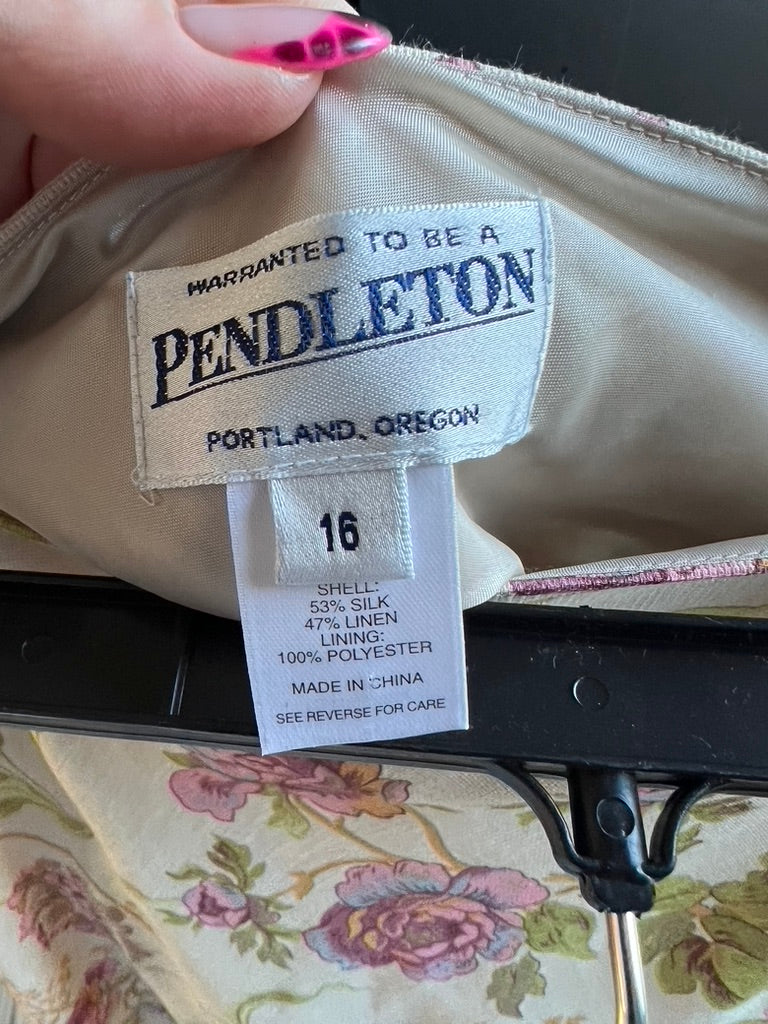 WARRANTED TO BE A
PENDLETON
PORTLAND, OREGON
16
SHELL:
53% SILK
47% LINEN
LINING:
100% POLYESTER
MADE IN CHINA
SEE REVERSE FOR CARE